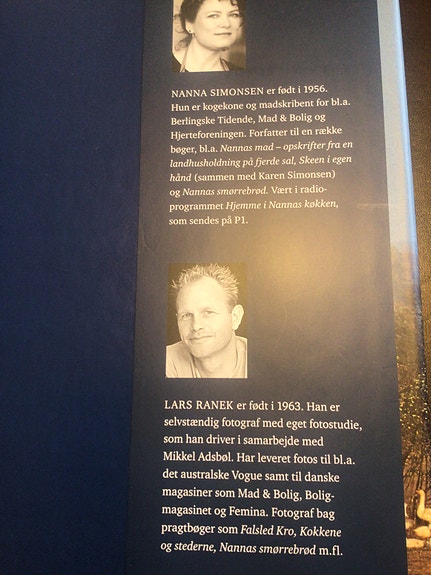 NANNA SIMONSEN er født i 1956.
Hun er kogekone og madskribent for bl.a.
Berlingske Tidende, Mad & Bolig og
Hjerteforeningen. Forfatter til en række
bøger, bl.a. Nannas mad – opskrifter fra en
landhusholdning på fjerde sal, Skeen i egen
hånd (sammen med Karen Simonsen)
og Nannas smørrebrød. Vært i radio-
programmet Hjemme i Nannas køkken,
som sendes på P1.
LARS RANEK er født i 1963. Han er
selvstændig fotograf med eget fotostudie,
som han driver i samarbejde med
Mikkel Adsbøl. Har leveret fotos til bl.a.
det australske Vogue samt til danske
magasiner som Mad & Bolig, Bolig-
magasinet og Femina. Fotograf bag
pragtbøger som Falsled Kro, Kokkene
og stederne, Nannas smørrebrød m.fl.